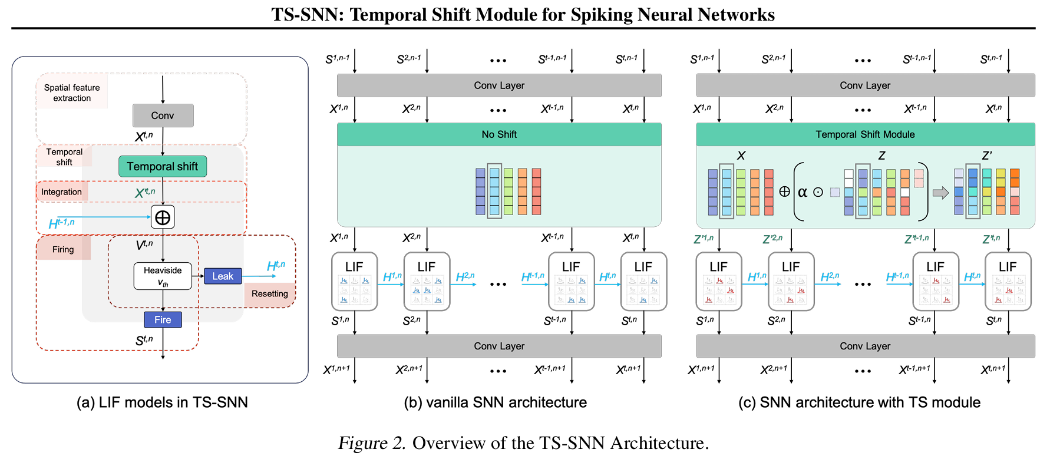 TS-SNN: Temporal Shift Module for Spiking Neural Networks
Spatial feature
extraction
Conv
X^{t,n}
Temporal
shift
Temporal shift
Integration
X'^{t,n}
H^{t-1,n}
⊕
Firing
V^{t,n}
Heaviside
v_{th}
Leak
H^{t,n}
Resetting
Fire
S^{t,n}
(a) LIF models in TS-SNN
S^{1,n-1} S^{2,n-1} ••• S^{t-1,n-1} S^{t,n-1}
Conv Layer
X^{1,n} X^{2,n} ••• X^{t-1,n} X^{t,n}
No Shift
X^{1,n} X^{2,n} X^{t-1,n} X^{t,n}
LIF H^{1,n} LIF H^{2,n} ••• H^{t-1,n} LIF H^{t,n} LIF
S^{1,n} S^{2,n} S^{t-1,n} S^{t,n}
Conv Layer
X^{1,n+1} X^{2,n+1} ••• X^{t-1,n+1} X^{t,n+1}
(b) vanilla SNN architecture
S^{1,n-1} S^{2,n-1} ••• S^{t-1,n-1} S^{t,n-1}
Conv Layer
X^{1,n} X^{2,n} ••• X^{t-1,n} X^{t,n}
Temporal Shift Module
X Z Z'
⊕ ( α ⊙ )
Z'^{1,n} Z'^{2,n} Z'^{t-1,n} Z'^{t,n}
LIF H^{1,n} LIF H^{2,n} ••• H^{t-1,n} LIF H^{t,n} LIF
S^{1,n} S^{2,n} S^{t-1,n} S^{t,n}
Conv Layer
X^{1,n+1} X^{2,n+1} ••• X^{t-1,n+1} X^{t,n+1}
(c) SNN architecture with TS module
Figure 2. Overview of the TS-SNN Architecture.